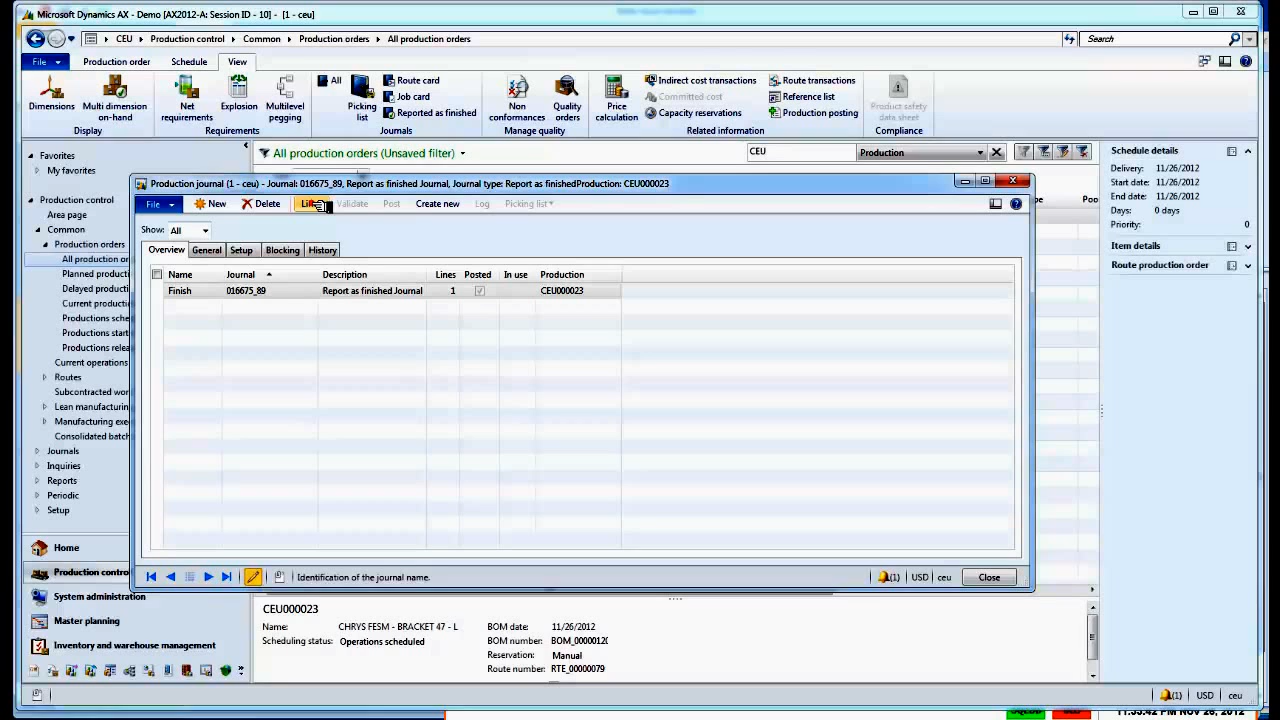 Microsoft Dynamics AX - Demo [AX2012-A: Session ID - 10] - [1 - ceu]
CEU Production control Common Production orders All production orders
Search
File Production order Schedule View
Dimensions Multi dimension on-hand
Display
Net requirements Explosion Multilevel pegging
Requirements
All Picking list Route card Job card Reported as finished
Journals
Non conformances Quality orders
Manage quality
Price calculation Indirect cost transactions Committed cost Capacity reservations Route transactions Reference list Production posting
Related information
Product safety data sheet
Compliance
Favorites
My favorites
Production control
Area page
Common
Production orders
All production or
Planned producti
Delayed producti
Current productio
Productions sche
Productions start
Productions relea
Current operations
Routes
Subcontracted wor
Lean manufacturin
Manufacturing exe
Consolidated batch
Journals
Inquiries
Reports
Periodic
Setup
Home
Production contro
System administration
Master planning
Inventory and warehouse management
All production orders (Unsaved filter)
CEU Production
Poo
Production journal (1 - ceu) - Journal: 016675_89, Report as finished Journal, Journal type: Report as finishedProduction: CEU000023
File New Delete Validate Post Create new Log Picking list
Show: All
Overview General Setup Blocking History
Name Journal Description Lines Posted In use Production
Finish 016675_89 Report as finished Journal 1 CEU000023
Identification of the journal name.
(1) USD ceu Close
Schedule details
Delivery: 11/26/2012
Start date: 11/26/2012
End date: 11/26/2012
Days: 0 days
Priority: 0
Item details
Route production order
CEU000023
Name: CHRYS FESM - BRACKET 47 - L
Scheduling status: Operations scheduled
BOM date: 11/26/2012
BOM number: BOM_0000120
Reservation: Manual
Route number: RTE_00000079
(1) USD ceu